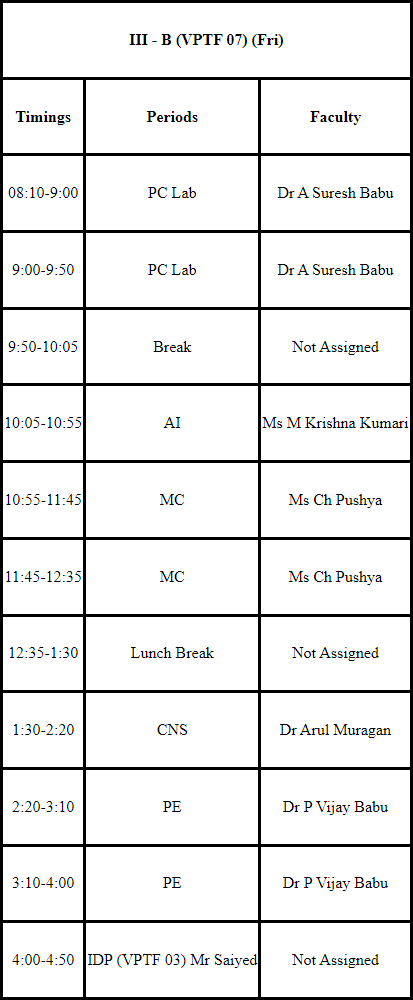 III - B (VPTF 07) (Fri)
Timings Periods Faculty
08:10-9:00 PC Lab Dr A Suresh Babu
9:00-9:50 PC Lab Dr A Suresh Babu
9:50-10:05 Break Not Assigned
10:05-10:55 AI Ms M Krishna Kumari
10:55-11:45 MC Ms Ch Pushya
11:45-12:35 MC Ms Ch Pushya
12:35-1:30 Lunch Break Not Assigned
1:30-2:20 CNS Dr Arul Muragan
2:20-3:10 PE Dr P Vijay Babu
3:10-4:00 PE Dr P Vijay Babu
4:00-4:50 IDP (VPTF 03) Mr Saiyed Not Assigned